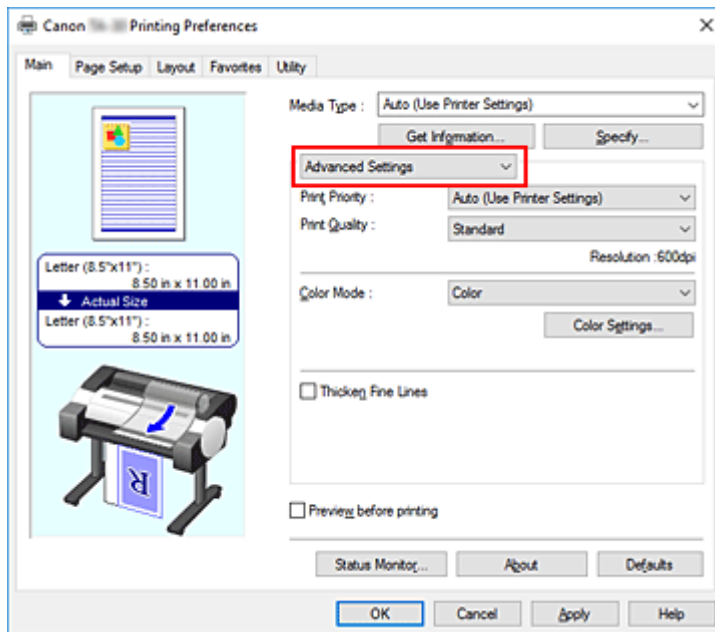 Canon Printing Preferences
Main Page Setup Layout Favorites Utility
Media Type : Auto (Use Printer Settings)
Get Information... Specify...
Advanced Settings
Print Priority : Auto (Use Printer Settings)
Print Quality : Standard
Resolution :600dpi
Letter (8.5"x11") :
8.50 in x 11.00 in
Actual Size
Letter (8.5"x11") :
8.50 in x 11.00 in
Color Mode : Color
Color Settings...
Thicken Fine Lines
R
Preview before printing
Status Monitor... About Defaults
OK Cancel Apply Help